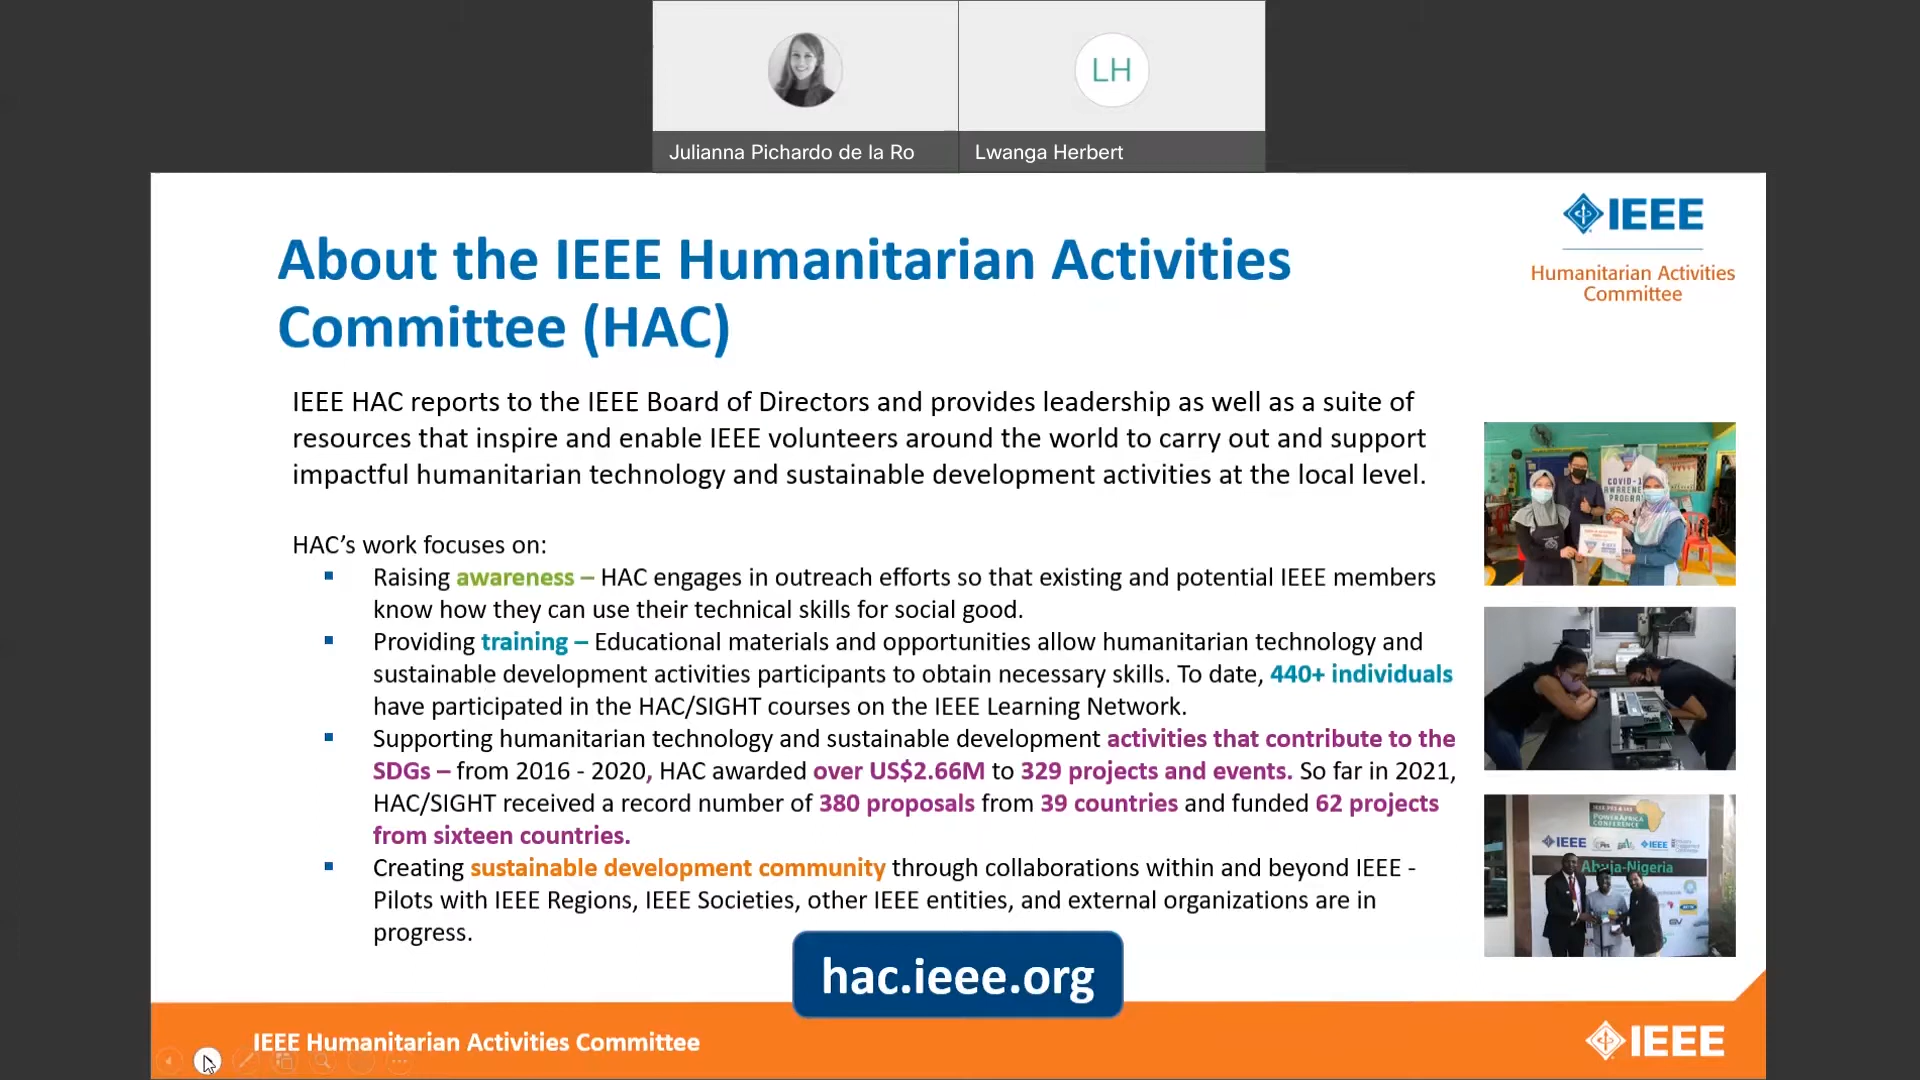 LH
Julianna Pichardo de la Ro
Lwanga Herbert
IEEE
Humanitarian Activities
Committee
About the IEEE Humanitarian Activities
Committee (HAC)
IEEE HAC reports to the IEEE Board of Directors and provides leadership as well as a suite of
resources that inspire and enable IEEE volunteers around the world to carry out and support
impactful humanitarian technology and sustainable development activities at the local level.
HAC’s work focuses on:
▪ Raising awareness – HAC engages in outreach efforts so that existing and potential IEEE members
know how they can use their technical skills for social good.
▪ Providing training – Educational materials and opportunities allow humanitarian technology and
sustainable development activities participants to obtain necessary skills. To date, 440+ individuals
have participated in the HAC/SIGHT courses on the IEEE Learning Network.
▪ Supporting humanitarian technology and sustainable development activities that contribute to the
SDGs – from 2016 - 2020, HAC awarded over US$2.66M to 329 projects and events. So far in 2021,
HAC/SIGHT received a record number of 380 proposals from 39 countries and funded 62 projects
from sixteen countries.
▪ Creating sustainable development community through collaborations within and beyond IEEE -
Pilots with IEEE Regions, IEEE Societies, other IEEE entities, and external organizations are in
progress.
COVID-1
AWARENE
PROGRA
POWERAFRICA
CONFERENCE
IEEE
IEEE
Abuja-Nigeria
hac.ieee.org
IEEE Humanitarian Activities Committee
IEEE